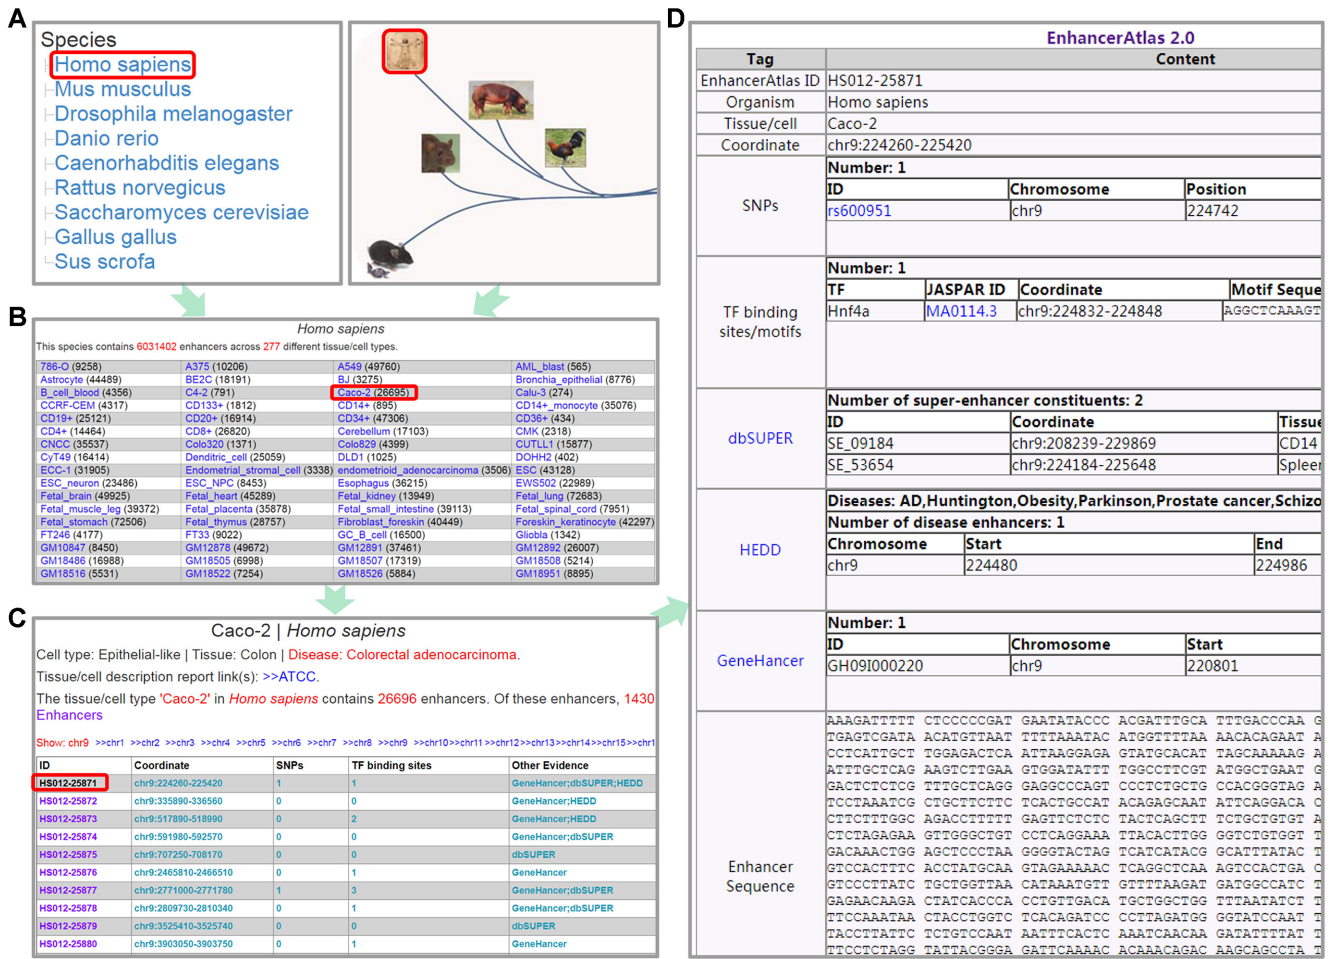 A
Species
Homo sapiens
Mus musculus
Drosophila melanogaster
Danio rerio
Caenorhabditis elegans
Rattus norvegicus
Saccharomyces cerevisiae
Gallus gallus
Sus scrofa
B
Homo sapiens
This species contains 6031402 enhancers across 277 different tissue/cell types.
786-O (9258) A375 (10206) A549 (49760) AML_blast (565)
Astrocyte (44489) BE2C (18191) BJ (3275) Bronchia_epithelial (8776)
B_cell_blood (4356) C4-2 (791) Caco-2 (26695) Calu-3 (274)
CCRF-CEM (4317) CD133+ (1812) CD14+ (895) CD14+_monocyte (35076)
CD19+ (25121) CD20+ (16914) CD34+ (47306) CD36+ (434)
CD4+ (14464) CD8+ (26820) Cerebellum (17103) CMK (2318)
CNCC (35537) Colo320 (1371) Colo829 (4399) CUTLL1 (15877)
CyT49 (16414) Denditric_cell (25059) DLD1 (1025) DOHH2 (402)
ECC-1 (31905) Endometrial_stromal_cell (3338) endometrioid_adenocarcinoma (3506) ESC (43128)
ESC_neuron (23486) ESC_NPC (8453) Esophagus (36215) EWS502 (22989)
Fetal_brain (49925) Fetal_heart (45289) Fetal_kidney (13949) Fetal_lung (72683)
Fetal_muscle_leg (39372) Fetal_placenta (35878) Fetal_small_intestine (39113) Fetal_spinal_cord (7951)
Fetal_stomach (72506) Fetal_thymus (28757) Fibroblast_foreskin (40449) Foreskin_keratinocyte (42297)
FT246 (4177) FT33 (9022) GC_B_cell (16500) Gliobla (1342)
GM10847 (8450) GM12878 (49672) GM12891 (37461) GM12892 (26007)
GM18486 (16988) GM18505 (6998) GM18507 (17319) GM18508 (5214)
GM18516 (5531) GM18522 (7254) GM18526 (5884) GM18951 (8895)
C
Caco-2 | Homo sapiens
Cell type: Epithelial-like | Tissue: Colon | Disease: Colorectal adenocarcinoma.
Tissue/cell description report link(s): >>ATCC.
The tissue/cell type 'Caco-2' in Homo sapiens contains 26696 enhancers. Of these enhancers, 1430
Enhancers
Show: chr9 >>chr1 >>chr2 >>chr3 >>chr4 >>chr5 >>chr6 >>chr7 >>chr8 >>chr9 >>chr10>>chr11 >>chr12>>chr13>>chr14>>chr15>>chr1
ID Coordinate SNPs TF binding sites Other Evidence
HS012-25871 chr9:224260-225420 1 1 GeneHancer;dbSUPER;HEDD
HS012-25872 chr9:335890-336560 0 0 GeneHancer;HEDD
HS012-25873 chr9:517890-518990 0 2 GeneHancer;HEDD
HS012-25874 chr9:591980-592570 0 0 GeneHancer;dbSUPER
HS012-25875 chr9:707250-708170 0 0 dbSUPER
HS012-25876 chr9:2465810-2466510 0 1 GeneHancer
HS012-25877 chr9:2771000-2771780 1 3 GeneHancer;dbSUPER
HS012-25878 chr9:2809730-2810340 0 1 GeneHancer;dbSUPER
HS012-25879 chr9:3525410-3525740 0 0 dbSUPER
HS012-25880 chr9:3903050-3903750 0 1 GeneHancer
D
EnhancerAtlas 2.0
Tag Content
EnhancerAtlas ID HS012-25871
Organism Homo sapiens
Tissue/cell Caco-2
Coordinate chr9:224260-225420
SNPs
Number: 1
ID Chromosome Position
rs600951 chr9 224742
TF binding sites/motifs
Number: 1
TF JASPAR ID Coordinate Motif Seque
Hnf4a MA0114.3 chr9:224832-224848 AGGCTCAAAGT
dbSUPER
Number of super-enhancer constituents: 2
ID Coordinate Tissue
SE_09184 chr9:208239-229869 CD14
SE_53654 chr9:224184-225648 Spleen
HEDD
Diseases: AD,Huntington,Obesity,Parkinson,Prostate cancer,Schizo
Number of disease enhancers: 1
Chromosome Start End
chr9 224480 224986
GeneHancer
Number: 1
ID Chromosome Start
GH09I000220 chr9 220801
Enhancer Sequence
AAAGATTTTT CTCCCCCGAT GAATATACCC ACGATTTGCA TTTGACCCAA G
TGAGTCGATA ACATGTTAAT TTTTAAATAC ATGGTTTTAA AACACAGAAT A
CCTCATTGCT TGGAGACTCA ATTAAGGAGA GTATGCACAT TAGCAAAAAG A
ATTTGCTCAG AAGTCTTGAA GTGGATATTT TGGCCTTCGT ATGGCTGAAT G
GACTCTCTCG TTTGCTCAGG GAGGCCCAGT CCCTCTGCTG CCACGGGTAG A
TCCTAAATCG CTGCTTCTTC TCACTGCCAT ACAGAGCAAT ATTCAGGACA C
CTTCTTTGGC AGACCTTTTT GAGTTCTCTC CTACTCAGCTT TCTGCTGTGT A
CTCTAGAGAA GTTGGGCTGT CCTCAGGAAA TTACACTTGG GGTCTGTGGT T
GACAAACTGG AGCTCCCTAA GGGGTACTAG TCATCATACG GCATTTATAC T
GTCCACTTTC ACCTATGCAA GTAGAAAAAC TCAGGCTCAA AGTCCACTGA C
GTCCCTTATC TGCTGGTTAA CATAAATGTT GTTTTAAGAT GATGGCCATC T
GAGAACAAGA CTATCACCCA CCTGTTGACA TGCTGGCTGG TTTAATATCT T
TTCCAAATAA CTACCTGGTC TCACAGATCC CCTTAGATGG GGTATCCAAT T
TACCTTATTC TCTGTCCAAT AATTTCACTC AAATCAACAA GATATTTTAT T
TTCCTCTAGG TATTACGGGA GATTCAAAAC ACAAACAGAC AAGCAGCCTA T